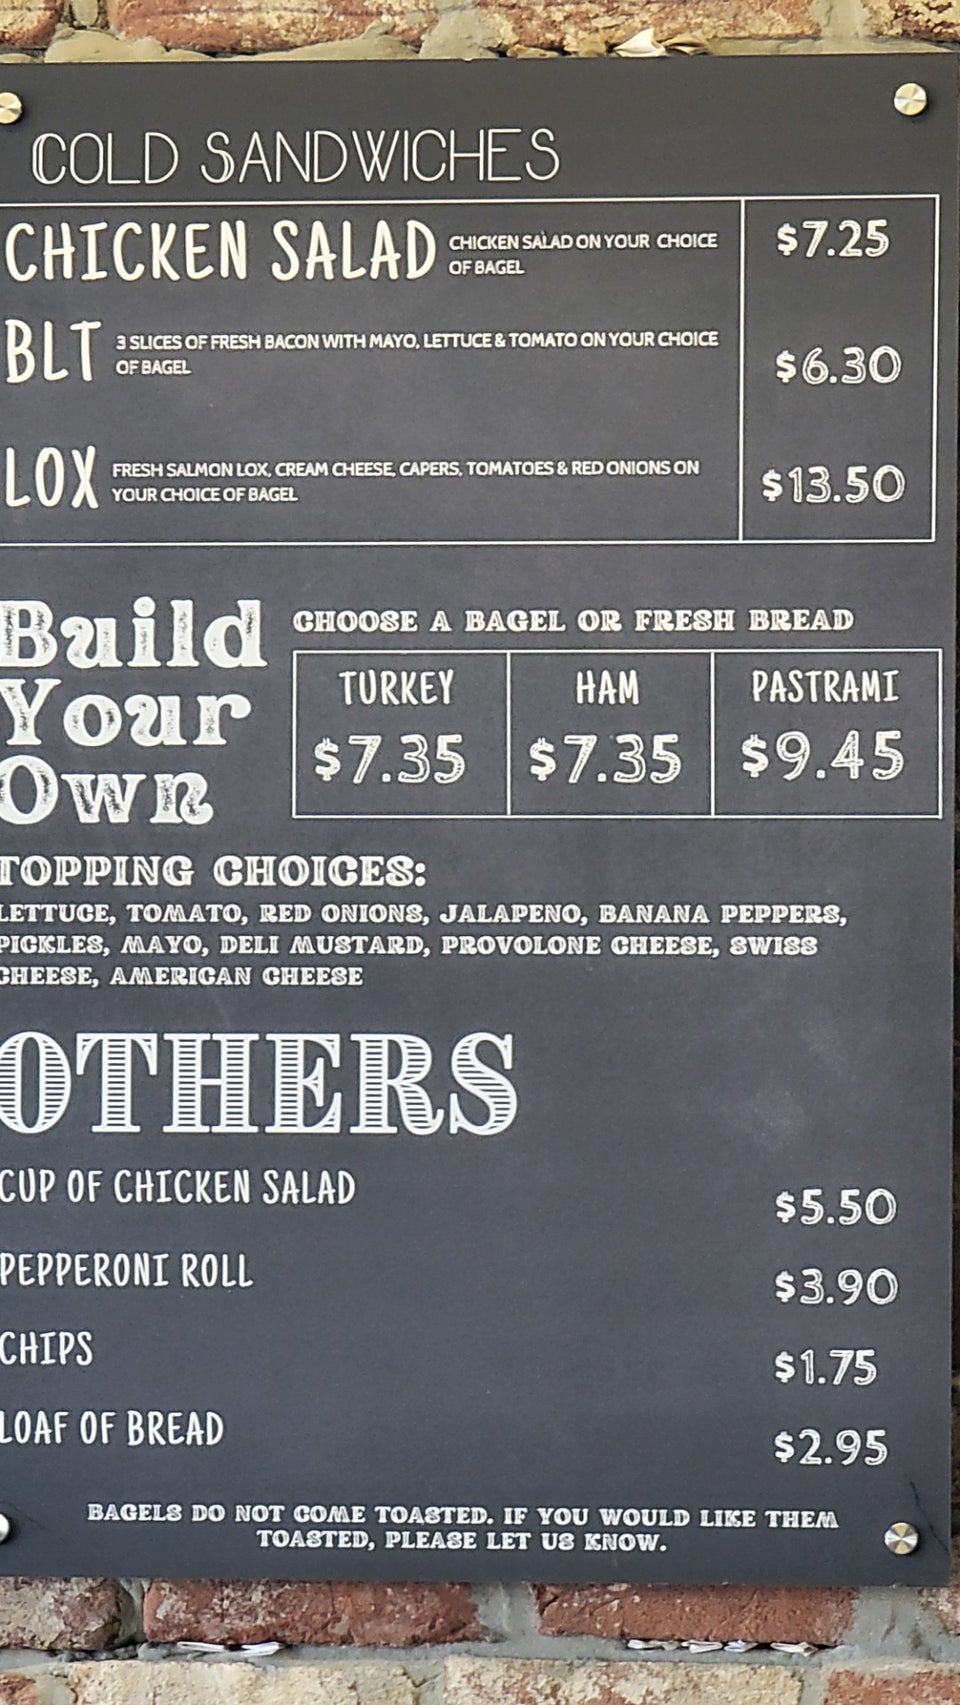 COLD SANDWICHES
CHICKEN SALAD CHICKEN SALAD ON YOUR CHOICE OF BAGEL $7.25
BLT 3 SLICES OF FRESH BACON WITH MAYO, LETTUCE & TOMATO ON YOUR CHOICE OF BAGEL $6.30
LOX FRESH SALMON LOX, CREAM CHEESE, CAPERS, TOMATOES & RED ONIONS ON YOUR CHOICE OF BAGEL $13.50
Build
Your
Own
CHOOSE A BAGEL OR FRESH BREAD
TURKEY HAM PASTRAMI
$7.35 $7.35 $9.45
TOPPING CHOICES:
LETTUCE, TOMATO, RED ONIONS, JALAPENO, BANANA PEPPERS,
PICKLES, MAYO, DELI MUSTARD, PROVOLONE CHEESE, SWISS
CHEESE, AMERICAN CHEESE
OTHERS
CUP OF CHICKEN SALAD $5.50
PEPPERONI ROLL $3.90
CHIPS $1.75
LOAF OF BREAD $2.95
BAGELS DO NOT COME TOASTED. IF YOU WOULD LIKE THEM
TOASTED, PLEASE LET US KNOW.